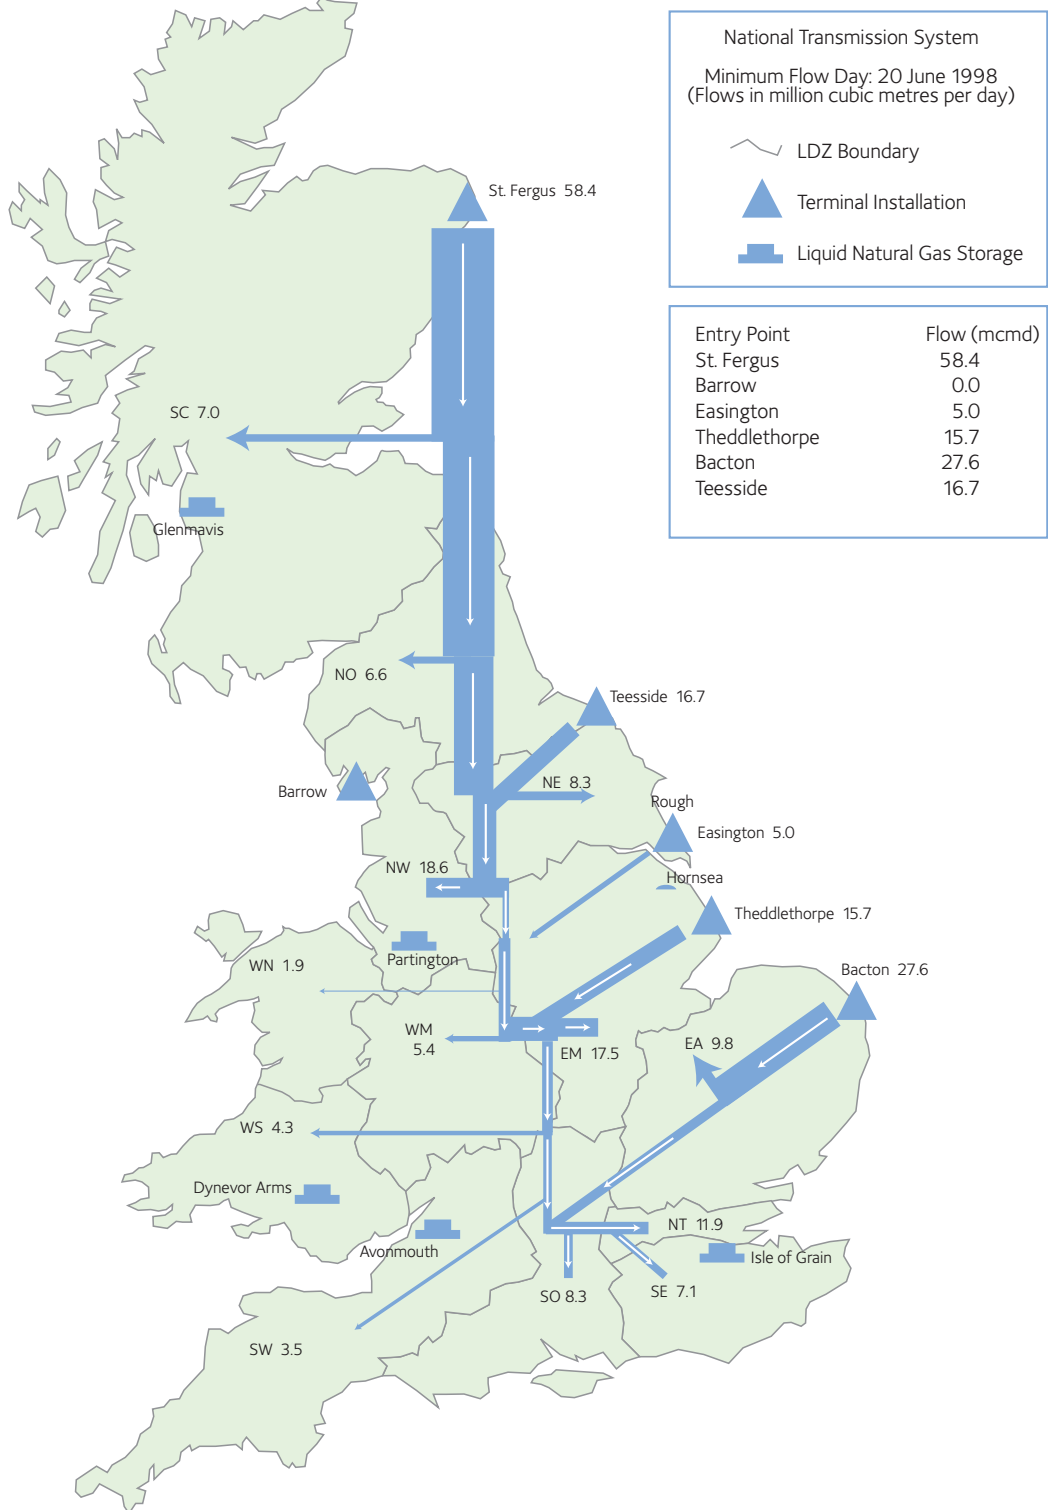 National Transmission System
Minimum Flow Day: 20 June 1998
(Flows in million cubic metres per day)
LDZ Boundary
Terminal Installation
Liquid Natural Gas Storage
Entry Point Flow (mcmd)
St. Fergus 58.4
Barrow 0.0
Easington 5.0
Theddlethorpe 15.7
Bacton 27.6
Teesside 16.7
St. Fergus 58.4
SC 7.0
Glenmavis
NO 6.6
Teesside 16.7
Barrow
NE 8.3
Rough
Easington 5.0
NW 18.6
Hornsea
Theddlethorpe 15.7
Partington
WN 1.9
Bacton 27.6
WM
5.4
EM 17.5
EA 9.8
WS 4.3
Dynevor Arms
Avonmouth
NT 11.9
Isle of Grain
SO 8.3
SE 7.1
SW 3.5